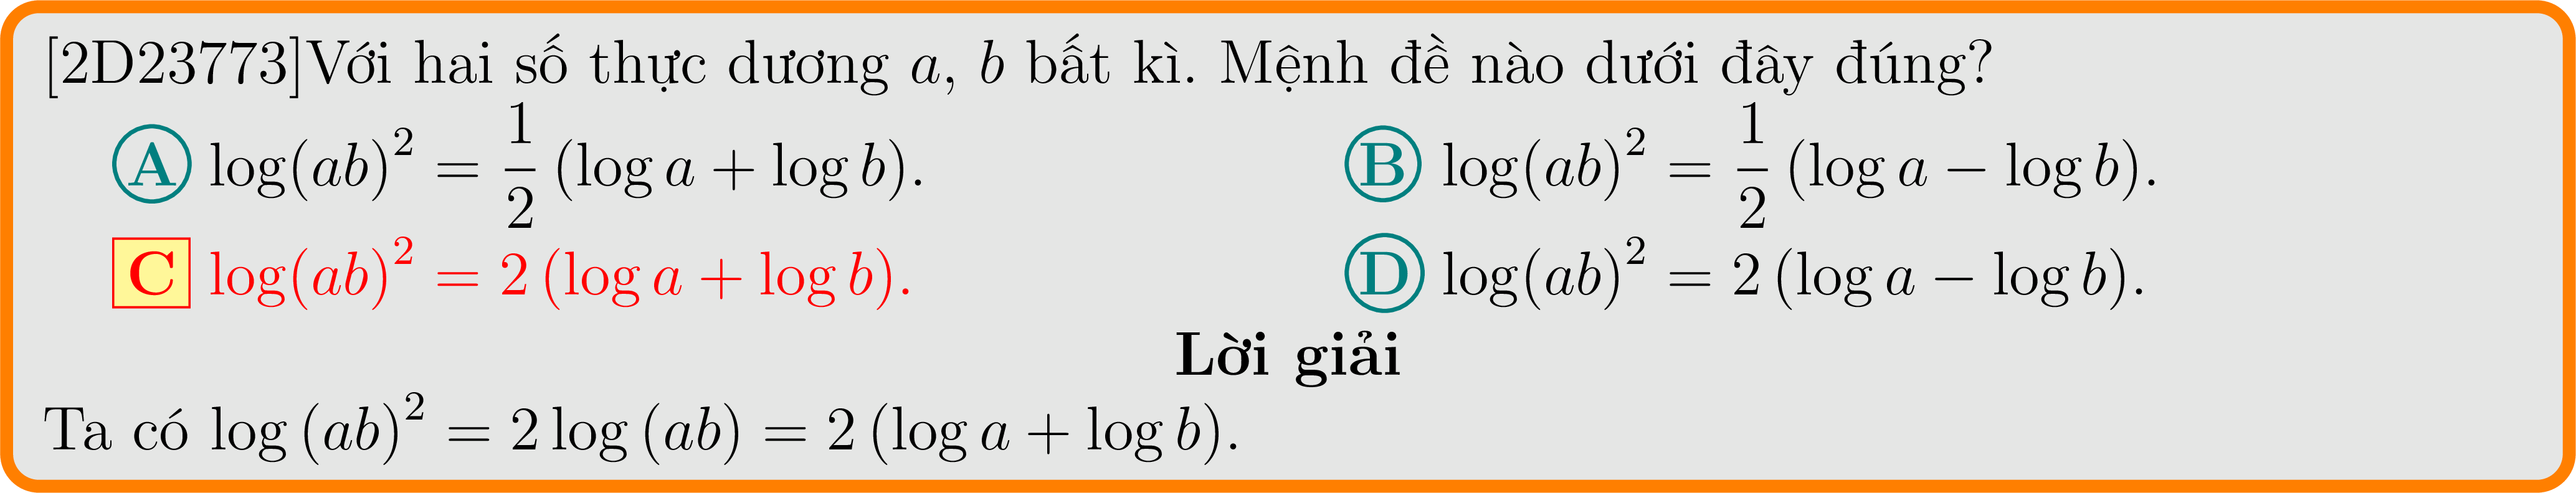 [2D23773]Với hai số thực dương a, b bất kì. Mệnh đề nào dưới đây đúng?
A log(ab)² = 1/2 (log a + log b). B log(ab)² = 1/2 (log a − log b).
C log(ab)² = 2 (log a + log b). D log(ab)² = 2 (log a − log b).
Lời giải
Ta có log (ab)² = 2 log (ab) = 2 (log a + log b).